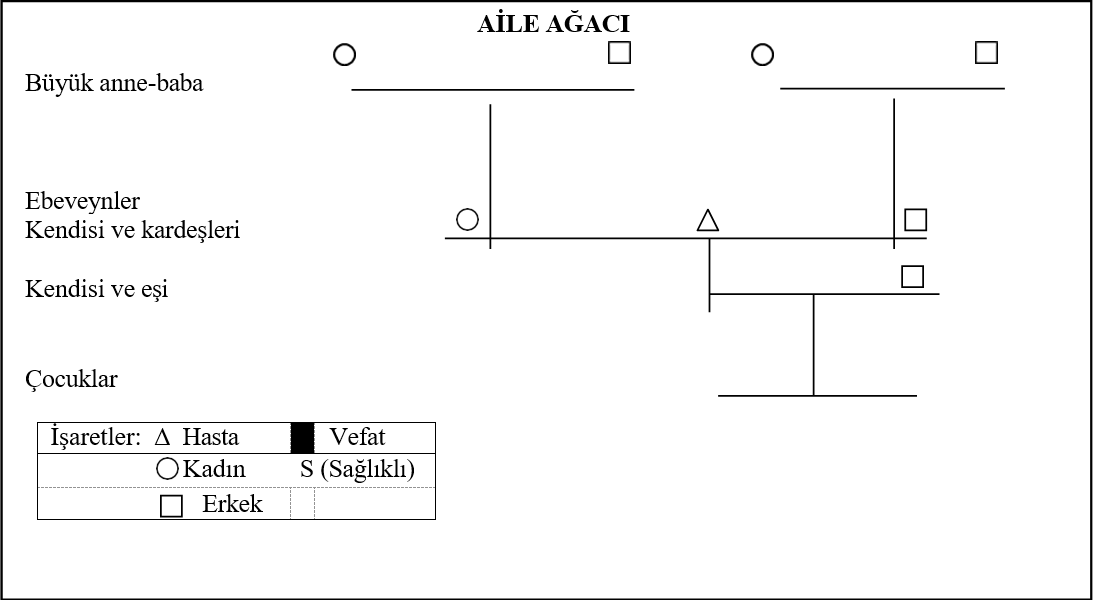 AİLE AĞACI
Büyük anne-baba
Ebeveynler
Kendisi ve kardeşleri
Kendisi ve eşi
Çocuklar
İşaretler: Δ Hasta Vefat
Kadın S (Sağlıklı)
Erkek